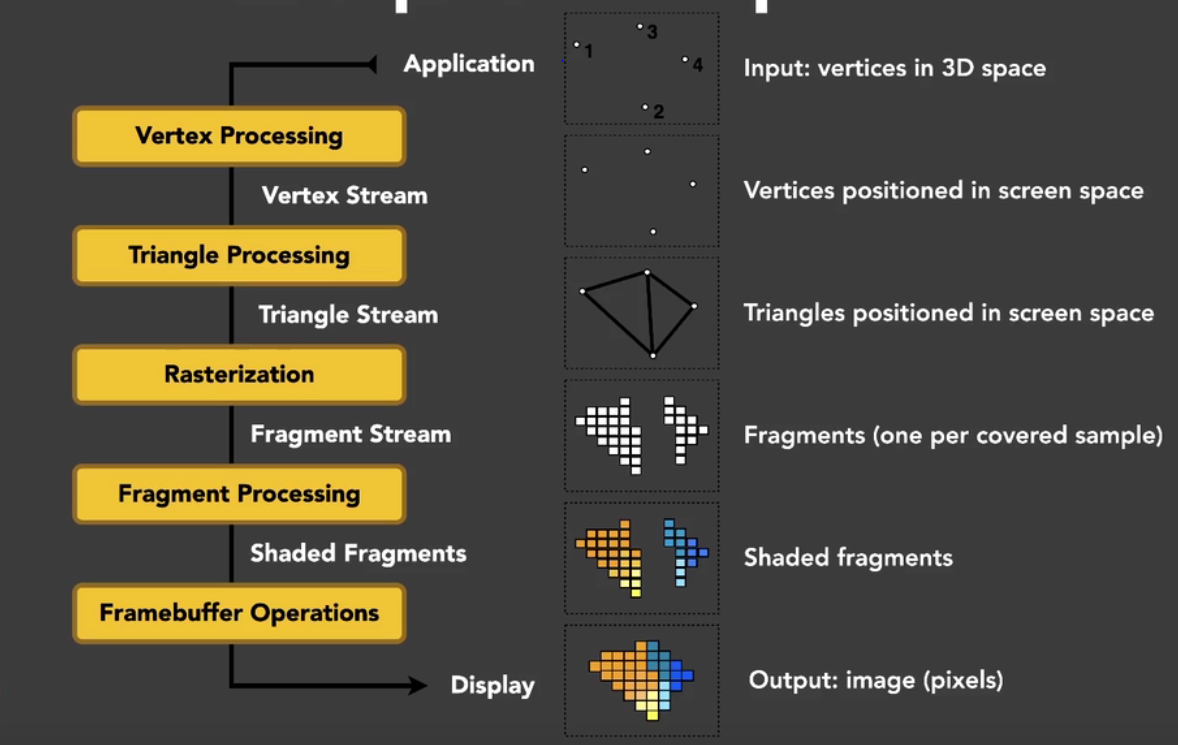 Application
3
1
4
2
Input: vertices in 3D space
Vertex Processing
Vertex Stream
Vertices positioned in screen space
Triangle Processing
Triangle Stream
Triangles positioned in screen space
Rasterization
Fragment Stream
Fragments (one per covered sample)
Fragment Processing
Shaded Fragments
Shaded fragments
Framebuffer Operations
Display
Output: image (pixels)